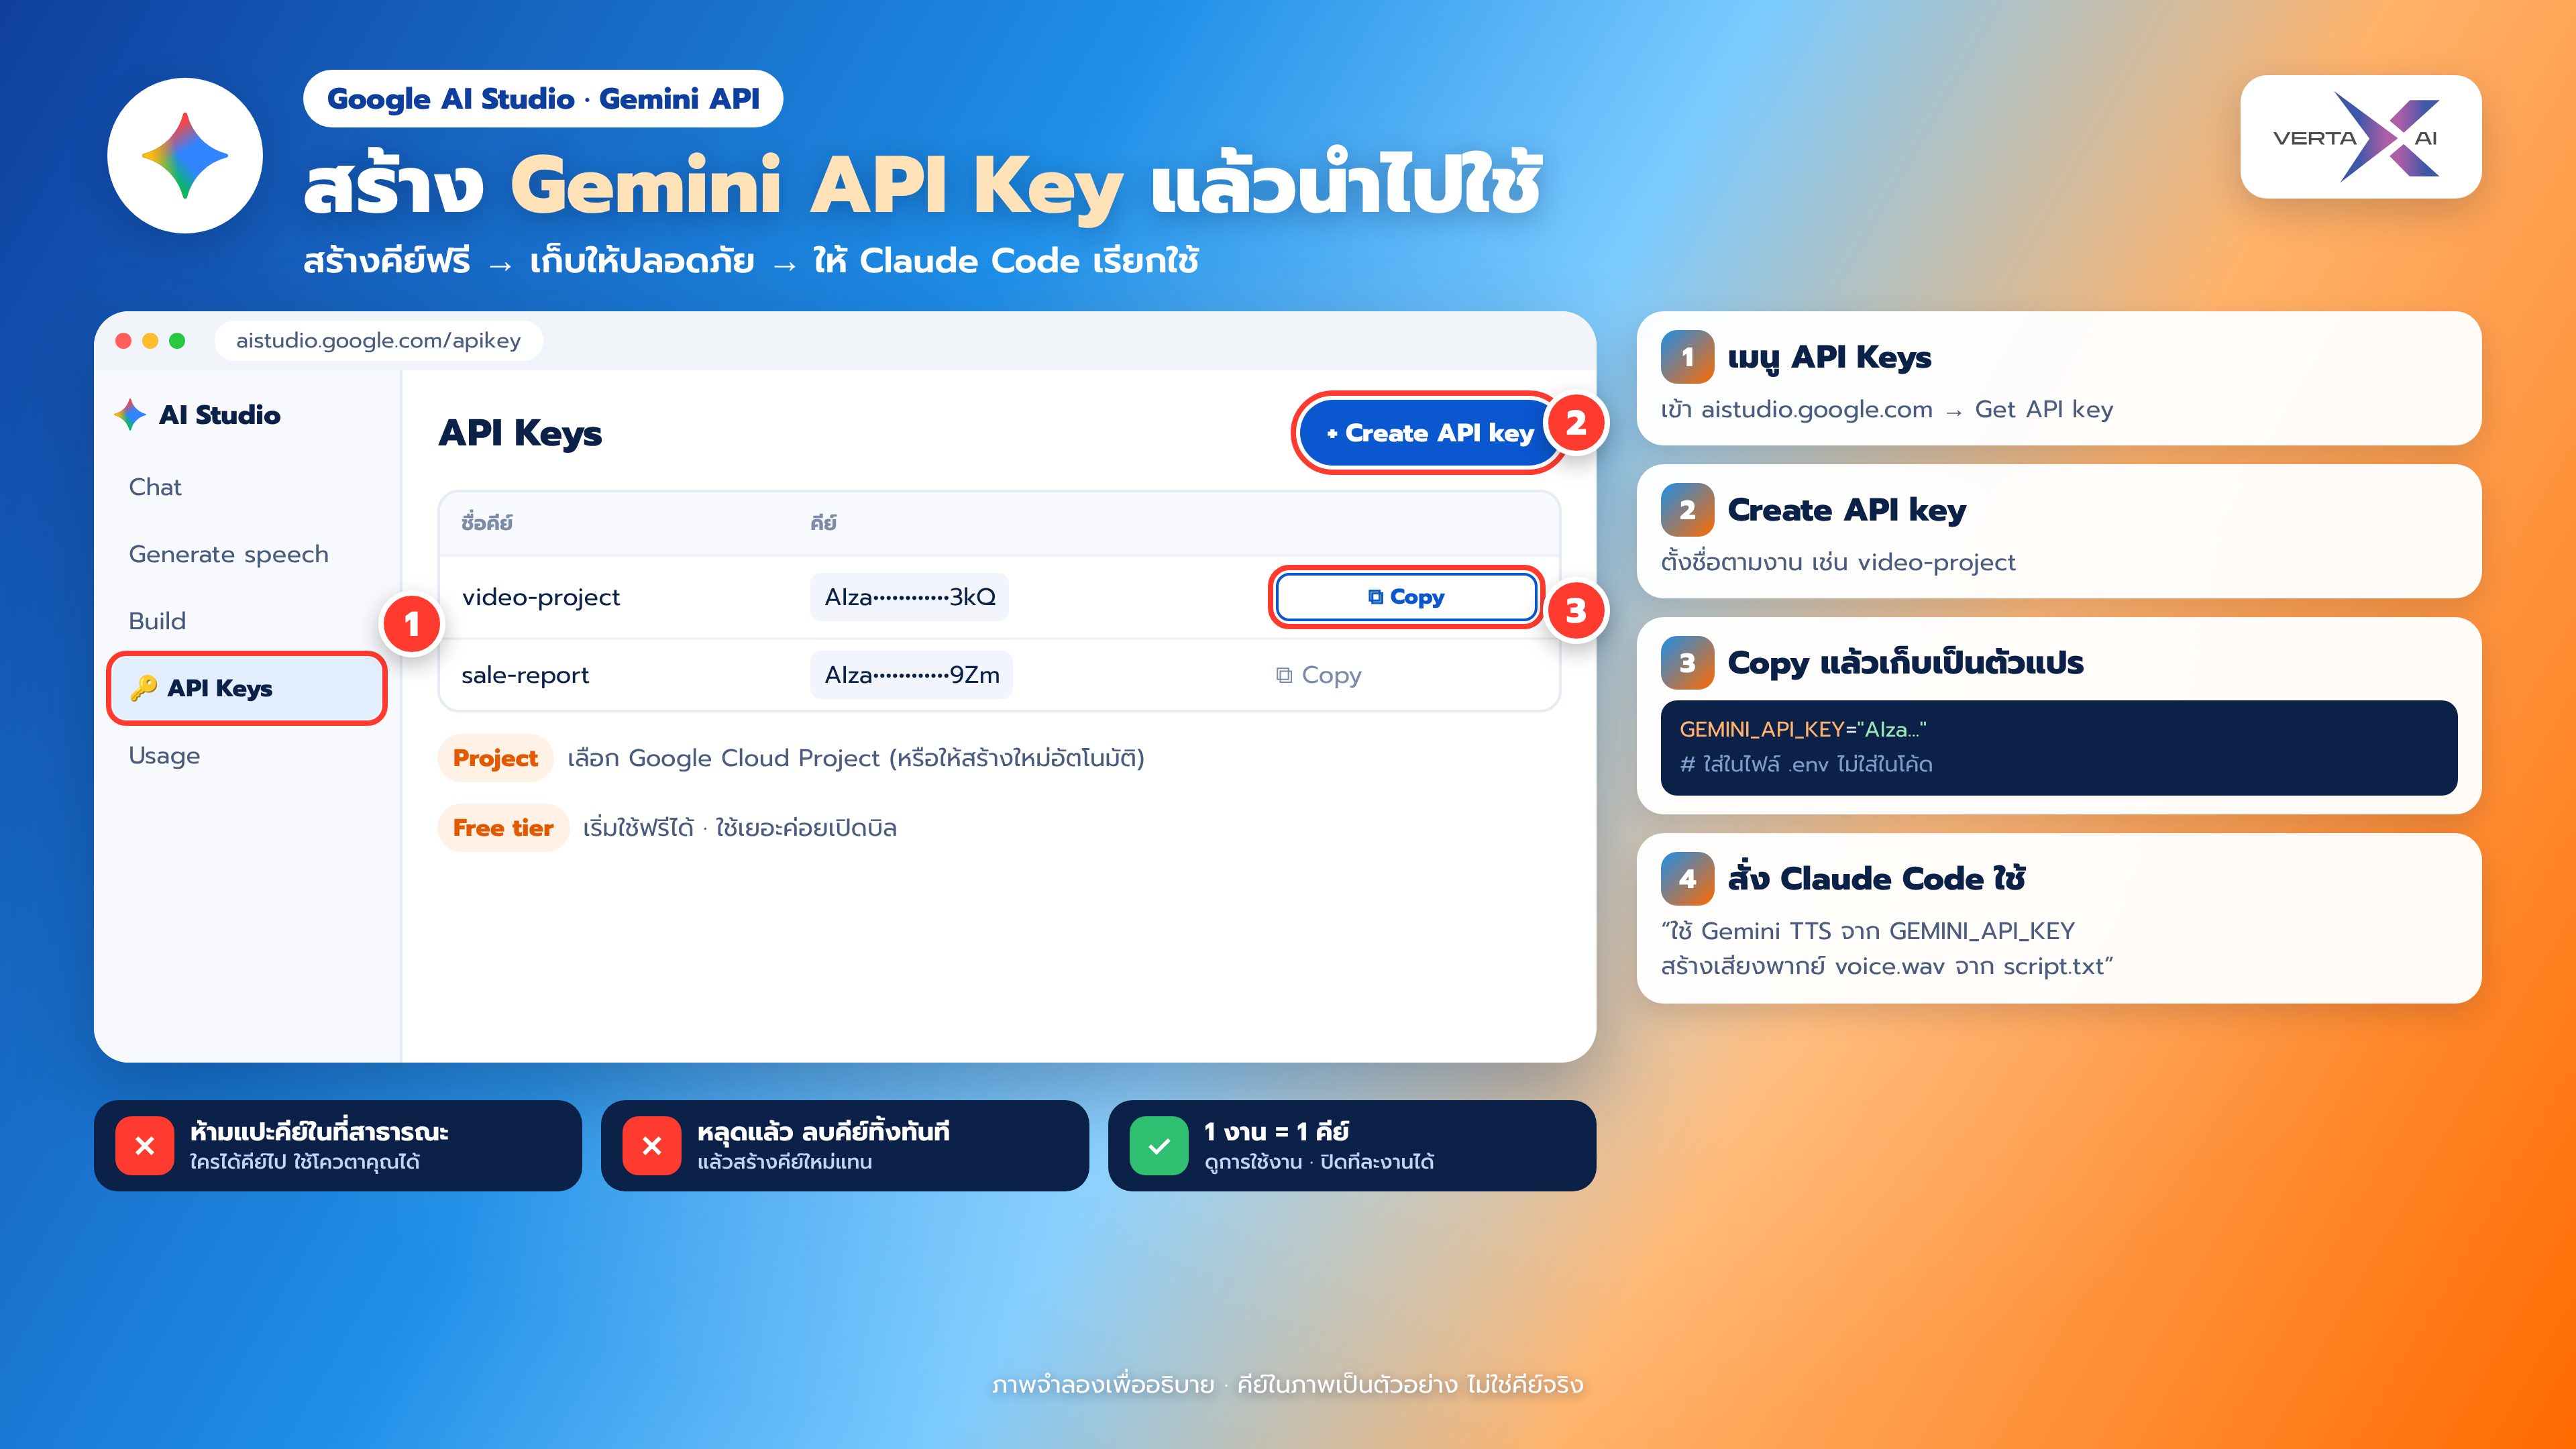 Google AI Studio · Gemini API
สร้าง Gemini API Key แล้วนำไปใช้
สร้างคีย์ฟรี → เก็บให้ปลอดภัย → ให้ Claude Code เรียกใช้
VERTA X AI
aistudio.google.com/apikey
AI Studio
Chat
Generate speech
Build
🔑 API Keys
Usage
1
API Keys
+ Create API key
2
ชื่อคีย์ คีย์
video-project AIza••••••••••••3kQ ⧉ Copy
3
sale-report AIza••••••••••••9Zm ⧉ Copy
Project เลือก Google Cloud Project (หรือให้สร้างใหม่อัตโนมัติ)
Free tier เริ่มใช้ฟรีได้ · ใช้เยอะค่อยเปิดบิล
1 เมนู API Keys
เข้า aistudio.google.com → Get API key
2 Create API key
ตั้งชื่อตามงาน เช่น video-project
3 Copy แล้วเก็บเป็นตัวแปร
GEMINI_API_KEY="AIza..."
# ใส่ในไฟล์ .env ไม่ใส่ในโค้ด
4 สั่ง Claude Code ใช้
“ใช้ Gemini TTS จาก GEMINI_API_KEY
สร้างเสียงพากย์ voice.wav จาก script.txt”
✕ ห้ามแปะคีย์ในที่สาธารณะ
ใครได้คีย์ไป ใช้โควตาคุณได้
✕ หลุดแล้ว ลบคีย์ทิ้งทันที
แล้วสร้างคีย์ใหม่แทน
✓ 1 งาน = 1 คีย์
ดูการใช้งาน · ปิดทีละงานได้
ภาพจำลองเพื่ออธิบาย · คีย์ในภาพเป็นตัวอย่าง ไม่ใช่คีย์จริง